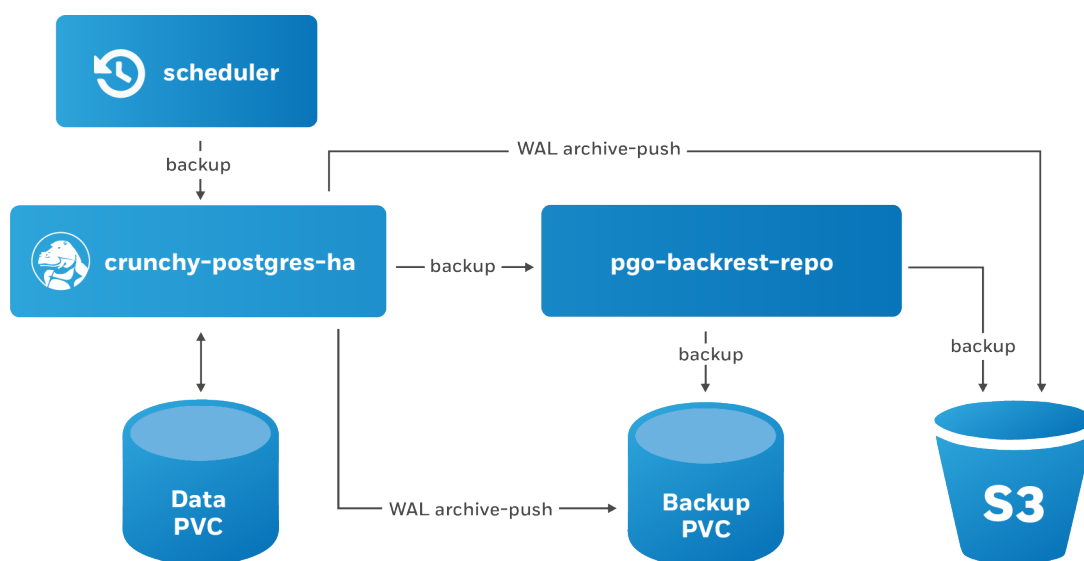 scheduler
backup
WAL archive-push
crunchy-postgres-ha
backup
pgo-backrest-repo
backup
backup
Data
PVC
WAL archive-push
Backup
PVC
S3